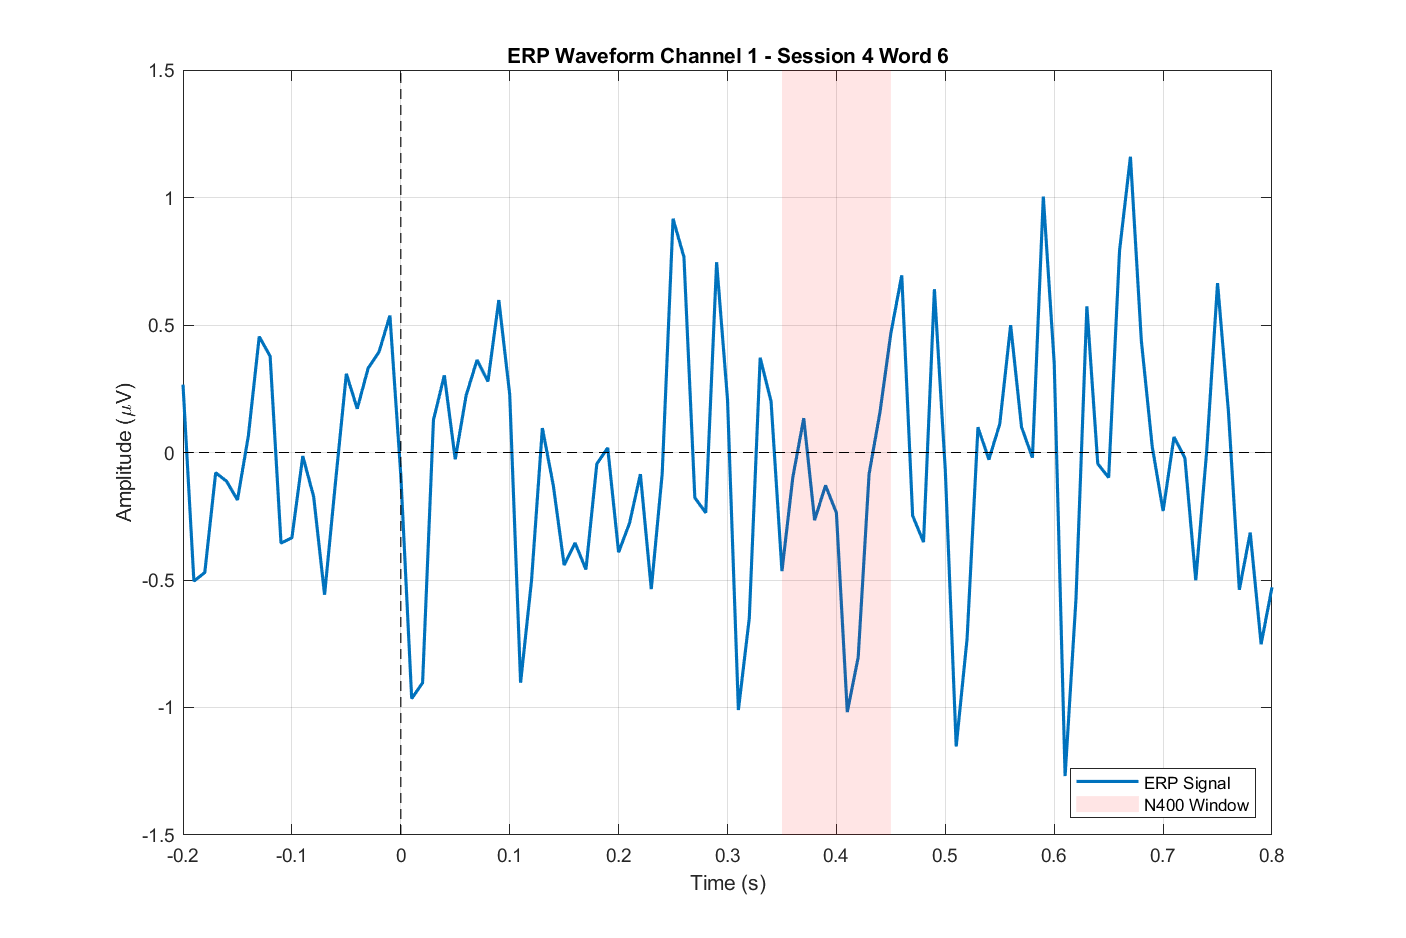 ERP Waveform Channel 1 - Session 4 Word 6
1.5
1
0.5
0
-0.5
-1
-1.5
Amplitude (μV)
-0.2 -0.1 0 0.1 0.2 0.3 0.4 0.5 0.6 0.7 0.8
Time (s)
ERP Signal
N400 Window